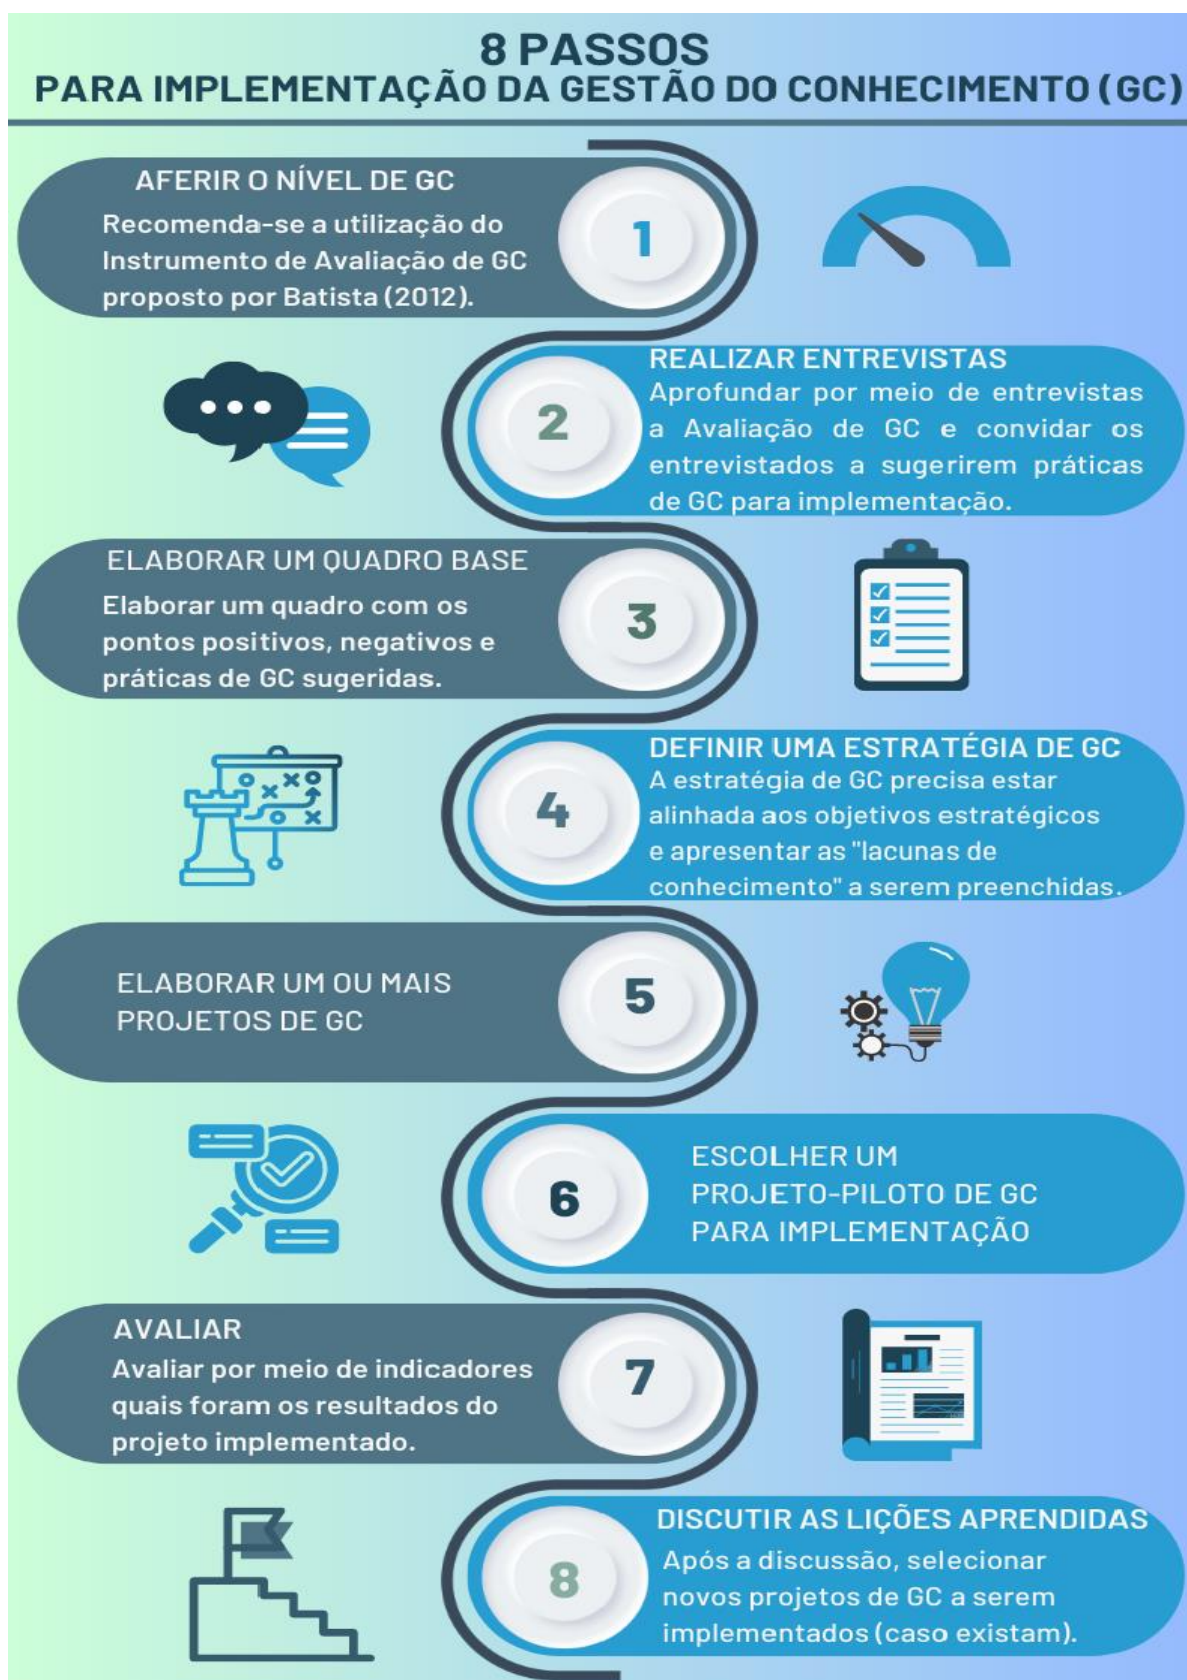 8 PASSOS
PARA IMPLEMENTAÇÃO DA GESTÃO DO CONHECIMENTO (GC)
AFERIR O NÍVEL DE GC
Recomenda-se a utilização do
Instrumento de Avaliação de GC
proposto por Batista (2012).
1
2
REALIZAR ENTREVISTAS
Aprofundar por meio de entrevistas
a Avaliação de GC e convidar os
entrevistados a sugerirem práticas
de GC para implementação.
ELABORAR UM QUADRO BASE
Elaborar um quadro com os
pontos positivos, negativos e
práticas de GC sugeridas.
3
4
DEFINIR UMA ESTRATÉGIA DE GC
A estratégia de GC precisa estar
alinhada aos objetivos estratégicos
e apresentar as "lacunas de
conhecimento" a serem preenchidas.
ELABORAR UM OU MAIS
PROJETOS DE GC
5
6
ESCOLHER UM
PROJETO-PILOTO DE GC
PARA IMPLEMENTAÇÃO
AVALIAR
Avaliar por meio de indicadores
quais foram os resultados do
projeto implementado.
7
8
DISCUTIR AS LIÇÕES APRENDIDAS
Após a discussão, selecionar
novos projetos de GC a serem
implementados (caso existam).